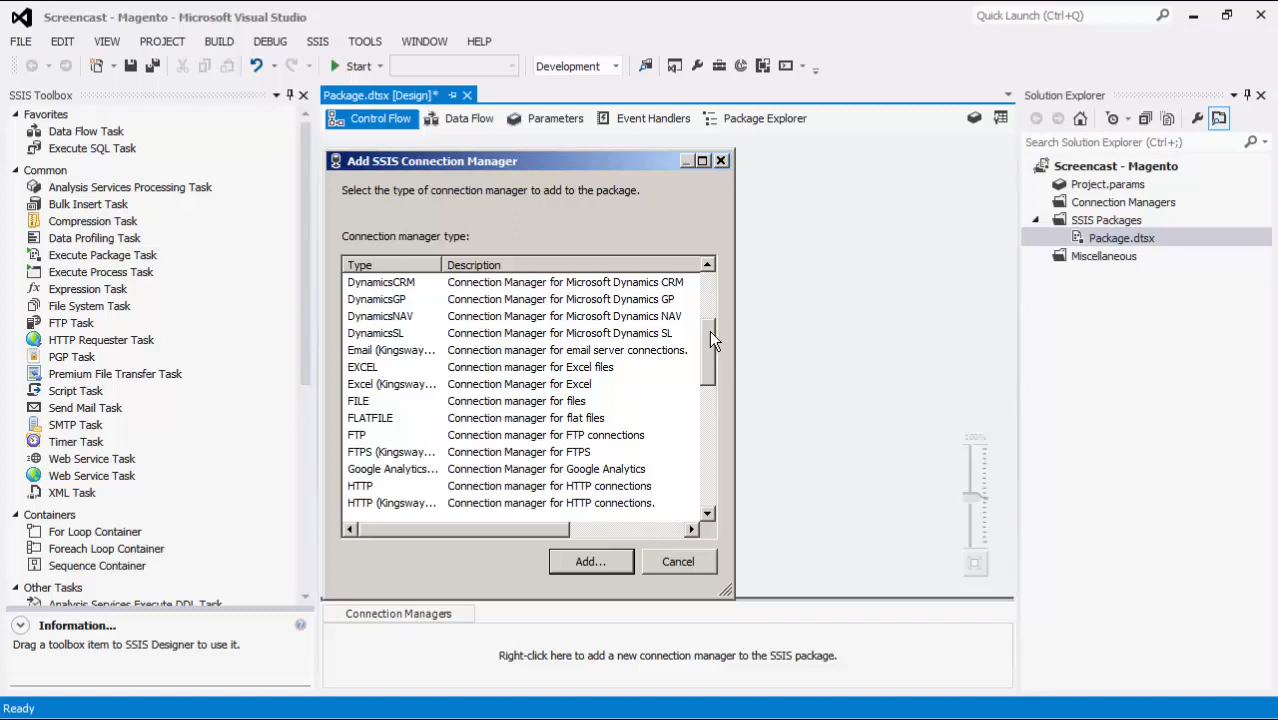 Screencast - Magento - Microsoft Visual Studio
Quick Launch (Ctrl+Q)
FILE EDIT VIEW PROJECT BUILD DEBUG SSIS TOOLS WINDOW HELP
Start Development
SSIS Toolbox
Favorites
Data Flow Task
Execute SQL Task
Common
Analysis Services Processing Task
Bulk Insert Task
Compression Task
Data Profiling Task
Execute Package Task
Execute Process Task
Expression Task
File System Task
FTP Task
HTTP Requester Task
PGP Task
Premium File Transfer Task
Script Task
Send Mail Task
SMTP Task
Timer Task
Web Service Task
Web Service Task
XML Task
Containers
For Loop Container
Foreach Loop Container
Sequence Container
Other Tasks
Analysis Services Execute DDL Task
Information...
Drag a toolbox item to SSIS Designer to use it.
Package.dtsx [Design]*
Control Flow Data Flow Parameters Event Handlers Package Explorer
Add SSIS Connection Manager
Select the type of connection manager to add to the package.
Connection manager type:
Type Description
DynamicsCRM Connection Manager for Microsoft Dynamics CRM
DynamicsGP Connection Manager for Microsoft Dynamics GP
DynamicsNAV Connection Manager for Microsoft Dynamics NAV
DynamicsSL Connection Manager for Microsoft Dynamics SL
Email (Kingsway... Connection manager for email server connections.
EXCEL Connection Manager for Excel files
Excel (Kingsway... Connection Manager for Excel
FILE Connection manager for files
FLATFILE Connection manager for flat files
FTP Connection manager for FTP connections
FTPS (Kingsway... Connection Manager for FTPS
Google Analytics... Connection Manager for Google Analytics
HTTP Connection manager for HTTP connections
HTTP (Kingsway... Connection manager for HTTP connections.
Add... Cancel
100%
Connection Managers
Right-click here to add a new connection manager to the SSIS package.
Solution Explorer
Search Solution Explorer (Ctrl+;)
Screencast - Magento
Project.params
Connection Managers
SSIS Packages
Package.dtsx
Miscellaneous
Ready